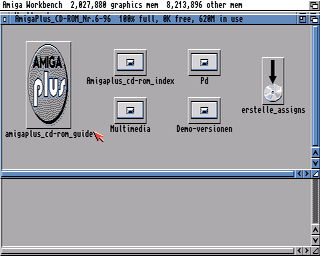 Amiga Workbench 2,027,880 graphics mem 8,213,896 other mem
AmigaPlus_CD-ROM_Nr.6-96 100% full, 0K free, 620M in use
AMIGA
plus
amigaplus_cd-rom_guide
Amigaplus_cd-rom_index
Pd
Multimedia
Demo-versionen
erstelle_assigns